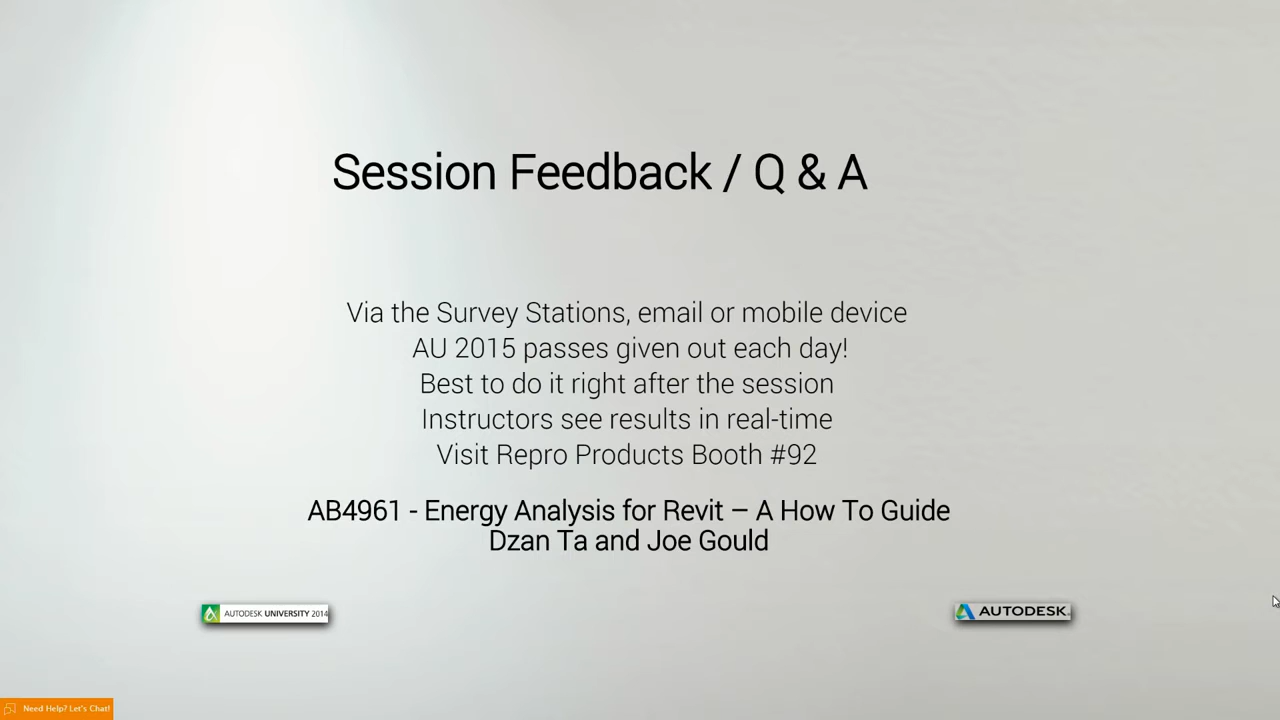 Session Feedback / Q & A
Via the Survey Stations, email or mobile device
AU 2015 passes given out each day!
Best to do it right after the session
Instructors see results in real-time
Visit Repro Products Booth #92
AB4961 - Energy Analysis for Revit – A How To Guide
Dzan Ta and Joe Gould
AUTODESK UNIVERSITY 2014
AUTODESK
Need Help? Let's Chat!